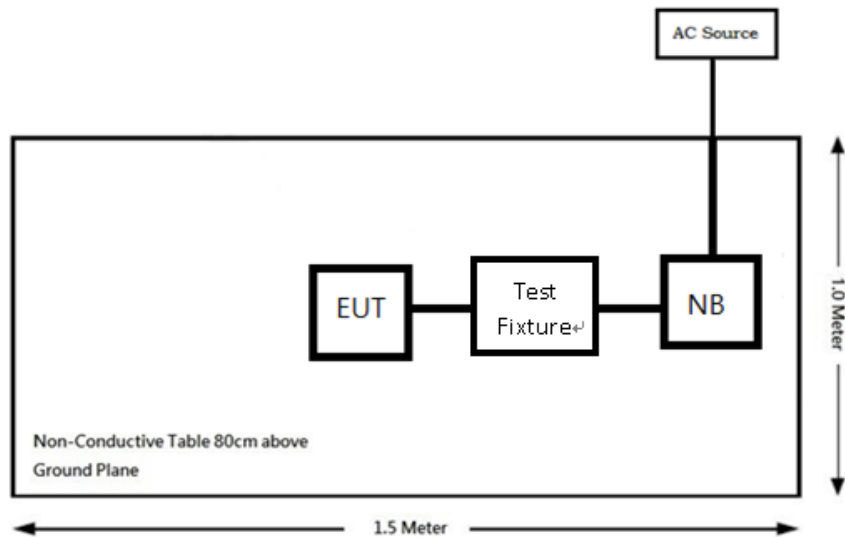 AC Source
EUT
Test
Fixture↵
NB
1.0 Meter
Non-Conductive Table 80cm above
Ground Plane
1.5 Meter